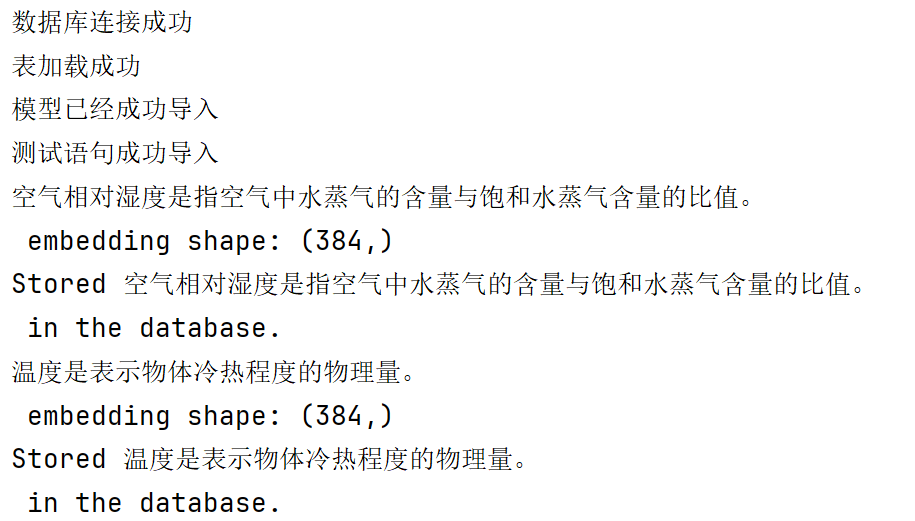 数据库连接成功
表加载成功
模型已经成功导入
测试语句成功导入
空气相对湿度是指空气中水蒸气的含量与饱和水蒸气含量的比值。
 embedding shape: (384,)
Stored 空气相对湿度是指空气中水蒸气的含量与饱和水蒸气含量的比值。
 in the database.
温度是表示物体冷热程度的物理量。
 embedding shape: (384,)
Stored 温度是表示物体冷热程度的物理量。
 in the database.